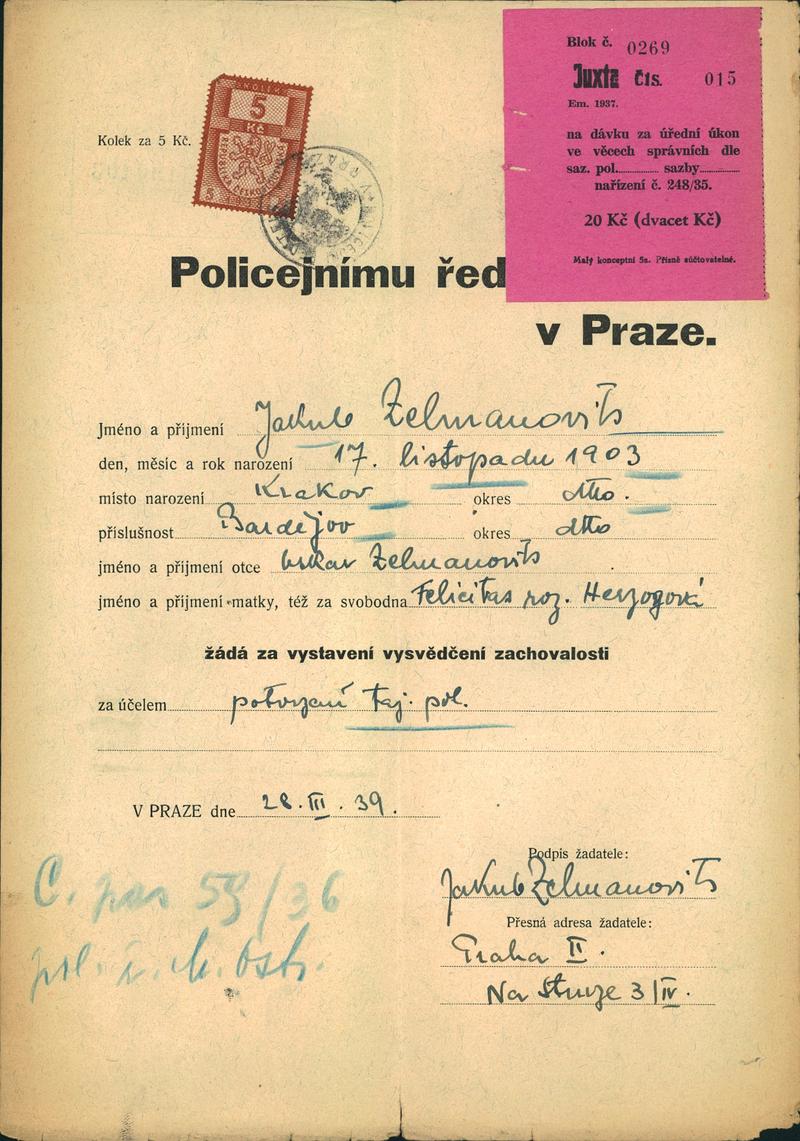 Blok č. 0269
Juxta čís. 015
Em. 1937.
na dávku za úřední úkon
ve věcech správních dle
saz. pol. sazby
nařízení č. 248/35.
20 Kč (dvacet Kč)
Malý konceptní 5a. Přísně súčtovatelné.
Kolek za 5 Kč.
KOLEK
5
Kč
Policejnímu řed
v Praze.
Jméno a příjmení Jakub Zelmanovits
den, měsíc a rok narození 17. listopadu 1903
místo narození Krakov okres dtto.
příslušnost Bardějov okres dtto
jméno a příjmení otce Zelmanovits
jméno a příjmení matky, též za svobodna Felicitas roz. Herzogová
žádá za vystavení vysvědčení zachovalosti
za účelem potvrzení taj. pol.
V PRAZE dne 28. III. 39.
Podpis žadatele:
Jakub Zelmanovits
Přesná adresa žadatele:
Praha II.
Na Struze 3/IV.
Č. pas 59/36
pol. ř. M. Ostr.